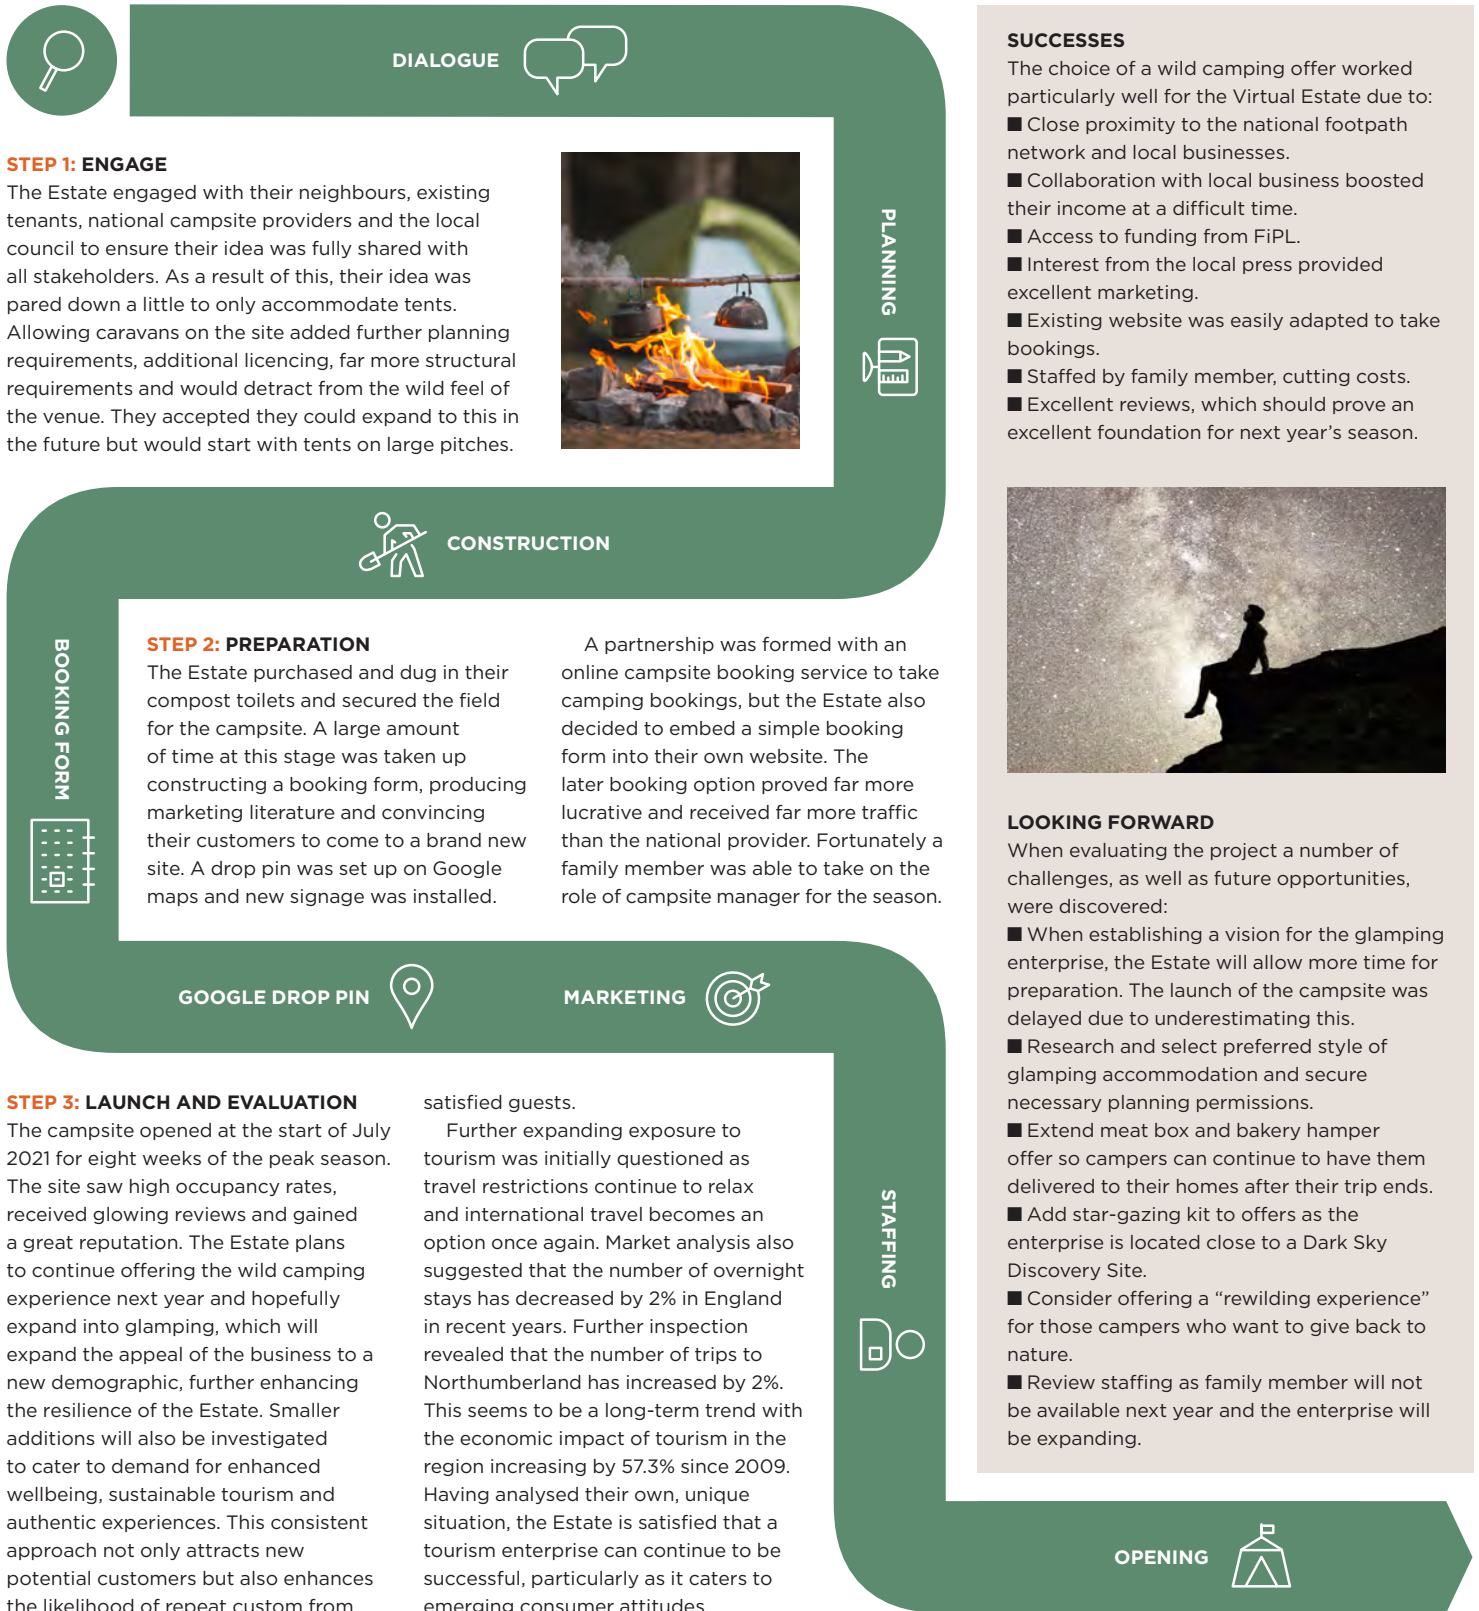 DIALOGUE
STEP 1: ENGAGE
The Estate engaged with their neighbours, existing
tenants, national campsite providers and the local
council to ensure their idea was fully shared with
all stakeholders. As a result of this, their idea was
pared down a little to only accommodate tents.
Allowing caravans on the site added further planning
requirements, additional licencing, far more structural
requirements and would detract from the wild feel of
the venue. They accepted they could expand to this in
the future but would start with tents on large pitches.
PLANNING
CONSTRUCTION
BOOKING FORM
STEP 2: PREPARATION
The Estate purchased and dug in their
compost toilets and secured the field
for the campsite. A large amount
of time at this stage was taken up
constructing a booking form, producing
marketing literature and convincing
their customers to come to a brand new
site. A drop pin was set up on Google
maps and new signage was installed.
A partnership was formed with an
online campsite booking service to take
camping bookings, but the Estate also
decided to embed a simple booking
form into their own website. The
later booking option proved far more
lucrative and received far more traffic
than the national provider. Fortunately a
family member was able to take on the
role of campsite manager for the season.
GOOGLE DROP PIN
MARKETING
STEP 3: LAUNCH AND EVALUATION
The campsite opened at the start of July
2021 for eight weeks of the peak season.
The site saw high occupancy rates,
received glowing reviews and gained
a great reputation. The Estate plans
to continue offering the wild camping
experience next year and hopefully
expand into glamping, which will
expand the appeal of the business to a
new demographic, further enhancing
the resilience of the Estate. Smaller
additions will also be investigated
to cater to demand for enhanced
wellbeing, sustainable tourism and
authentic experiences. This consistent
approach not only attracts new
potential customers but also enhances
the likelihood of repeat custom from
satisfied guests.
Further expanding exposure to
tourism was initially questioned as
travel restrictions continue to relax
and international travel becomes an
option once again. Market analysis also
suggested that the number of overnight
stays has decreased by 2% in England
in recent years. Further inspection
revealed that the number of trips to
Northumberland has increased by 2%.
This seems to be a long-term trend with
the economic impact of tourism in the
region increasing by 57.3% since 2009.
Having analysed their own, unique
situation, the Estate is satisfied that a
tourism enterprise can continue to be
successful, particularly as it caters to
emerging consumer attitudes
STAFFING
OPENING
SUCCESSES
The choice of a wild camping offer worked
particularly well for the Virtual Estate due to:
■ Close proximity to the national footpath
network and local businesses.
■ Collaboration with local business boosted
their income at a difficult time.
■ Access to funding from FiPL.
■ Interest from the local press provided
excellent marketing.
■ Existing website was easily adapted to take
bookings.
■ Staffed by family member, cutting costs.
■ Excellent reviews, which should prove an
excellent foundation for next year's season.
LOOKING FORWARD
When evaluating the project a number of
challenges, as well as future opportunities,
were discovered:
■ When establishing a vision for the glamping
enterprise, the Estate will allow more time for
preparation. The launch of the campsite was
delayed due to underestimating this.
■ Research and select preferred style of
glamping accommodation and secure
necessary planning permissions.
■ Extend meat box and bakery hamper
offer so campers can continue to have them
delivered to their homes after their trip ends.
■ Add star-gazing kit to offers as the
enterprise is located close to a Dark Sky
Discovery Site.
■ Consider offering a “rewilding experience”
for those campers who want to give back to
nature.
■ Review staffing as family member will not
be available next year and the enterprise will
be expanding.